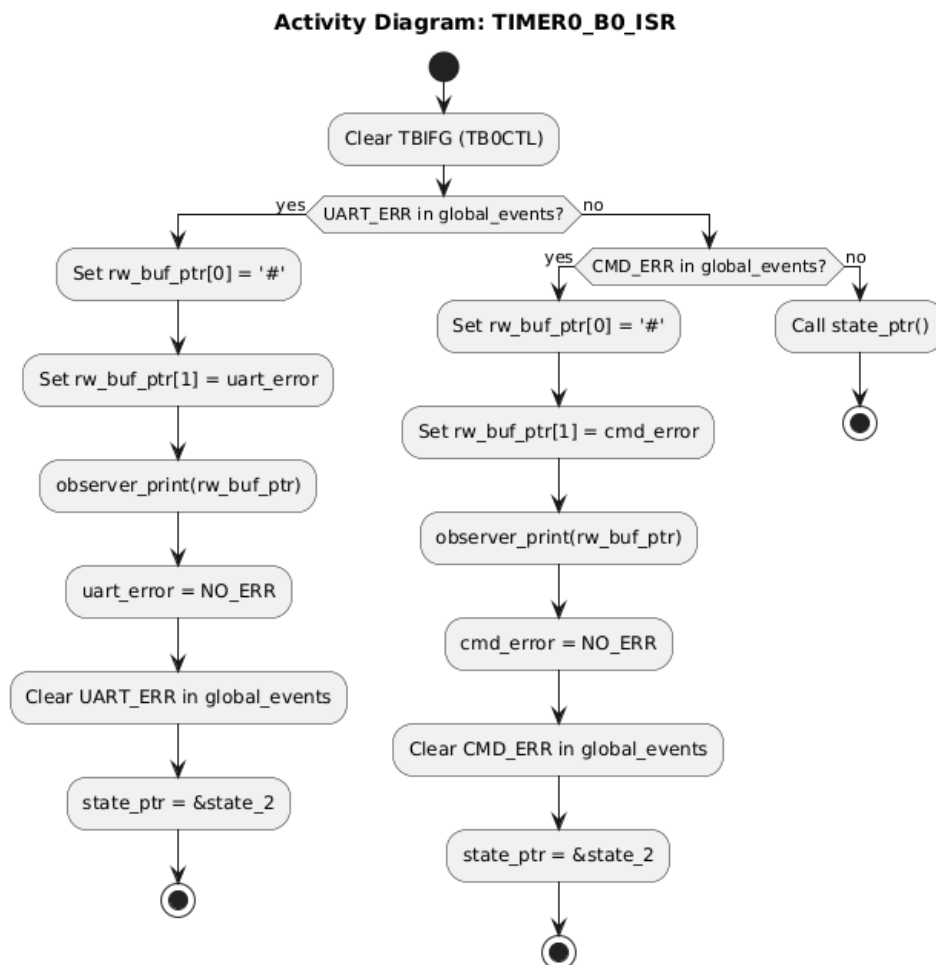 Activity Diagram: TIMER0_B0_ISR
Clear TBIFG (TB0CTL)
UART_ERR in global_events?
yes
no
Set rw_buf_ptr[0] = '#'
Set rw_buf_ptr[1] = uart_error
observer_print(rw_buf_ptr)
uart_error = NO_ERR
Clear UART_ERR in global_events
state_ptr = &state_2
CMD_ERR in global_events?
yes
no
Set rw_buf_ptr[0] = '#'
Set rw_buf_ptr[1] = cmd_error
observer_print(rw_buf_ptr)
cmd_error = NO_ERR
Clear CMD_ERR in global_events
state_ptr = &state_2
Call state_ptr()